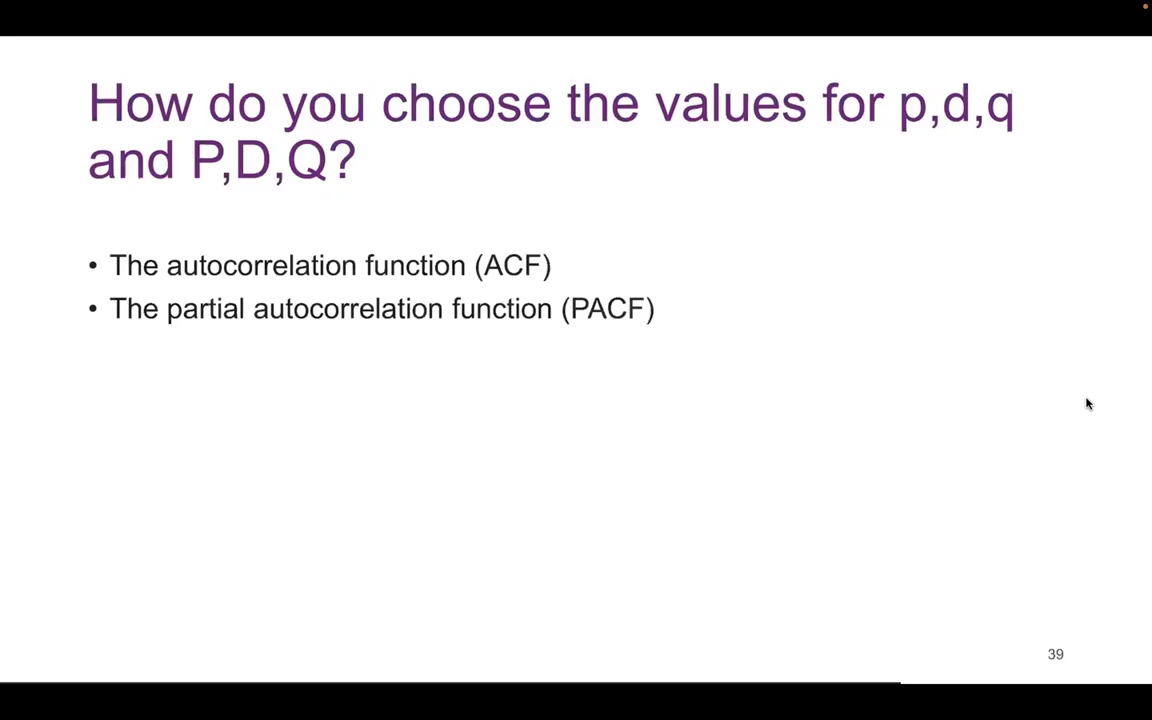 How do you choose the values for p,d,q
and P,D,Q?
• The autocorrelation function (ACF)
• The partial autocorrelation function (PACF)
39